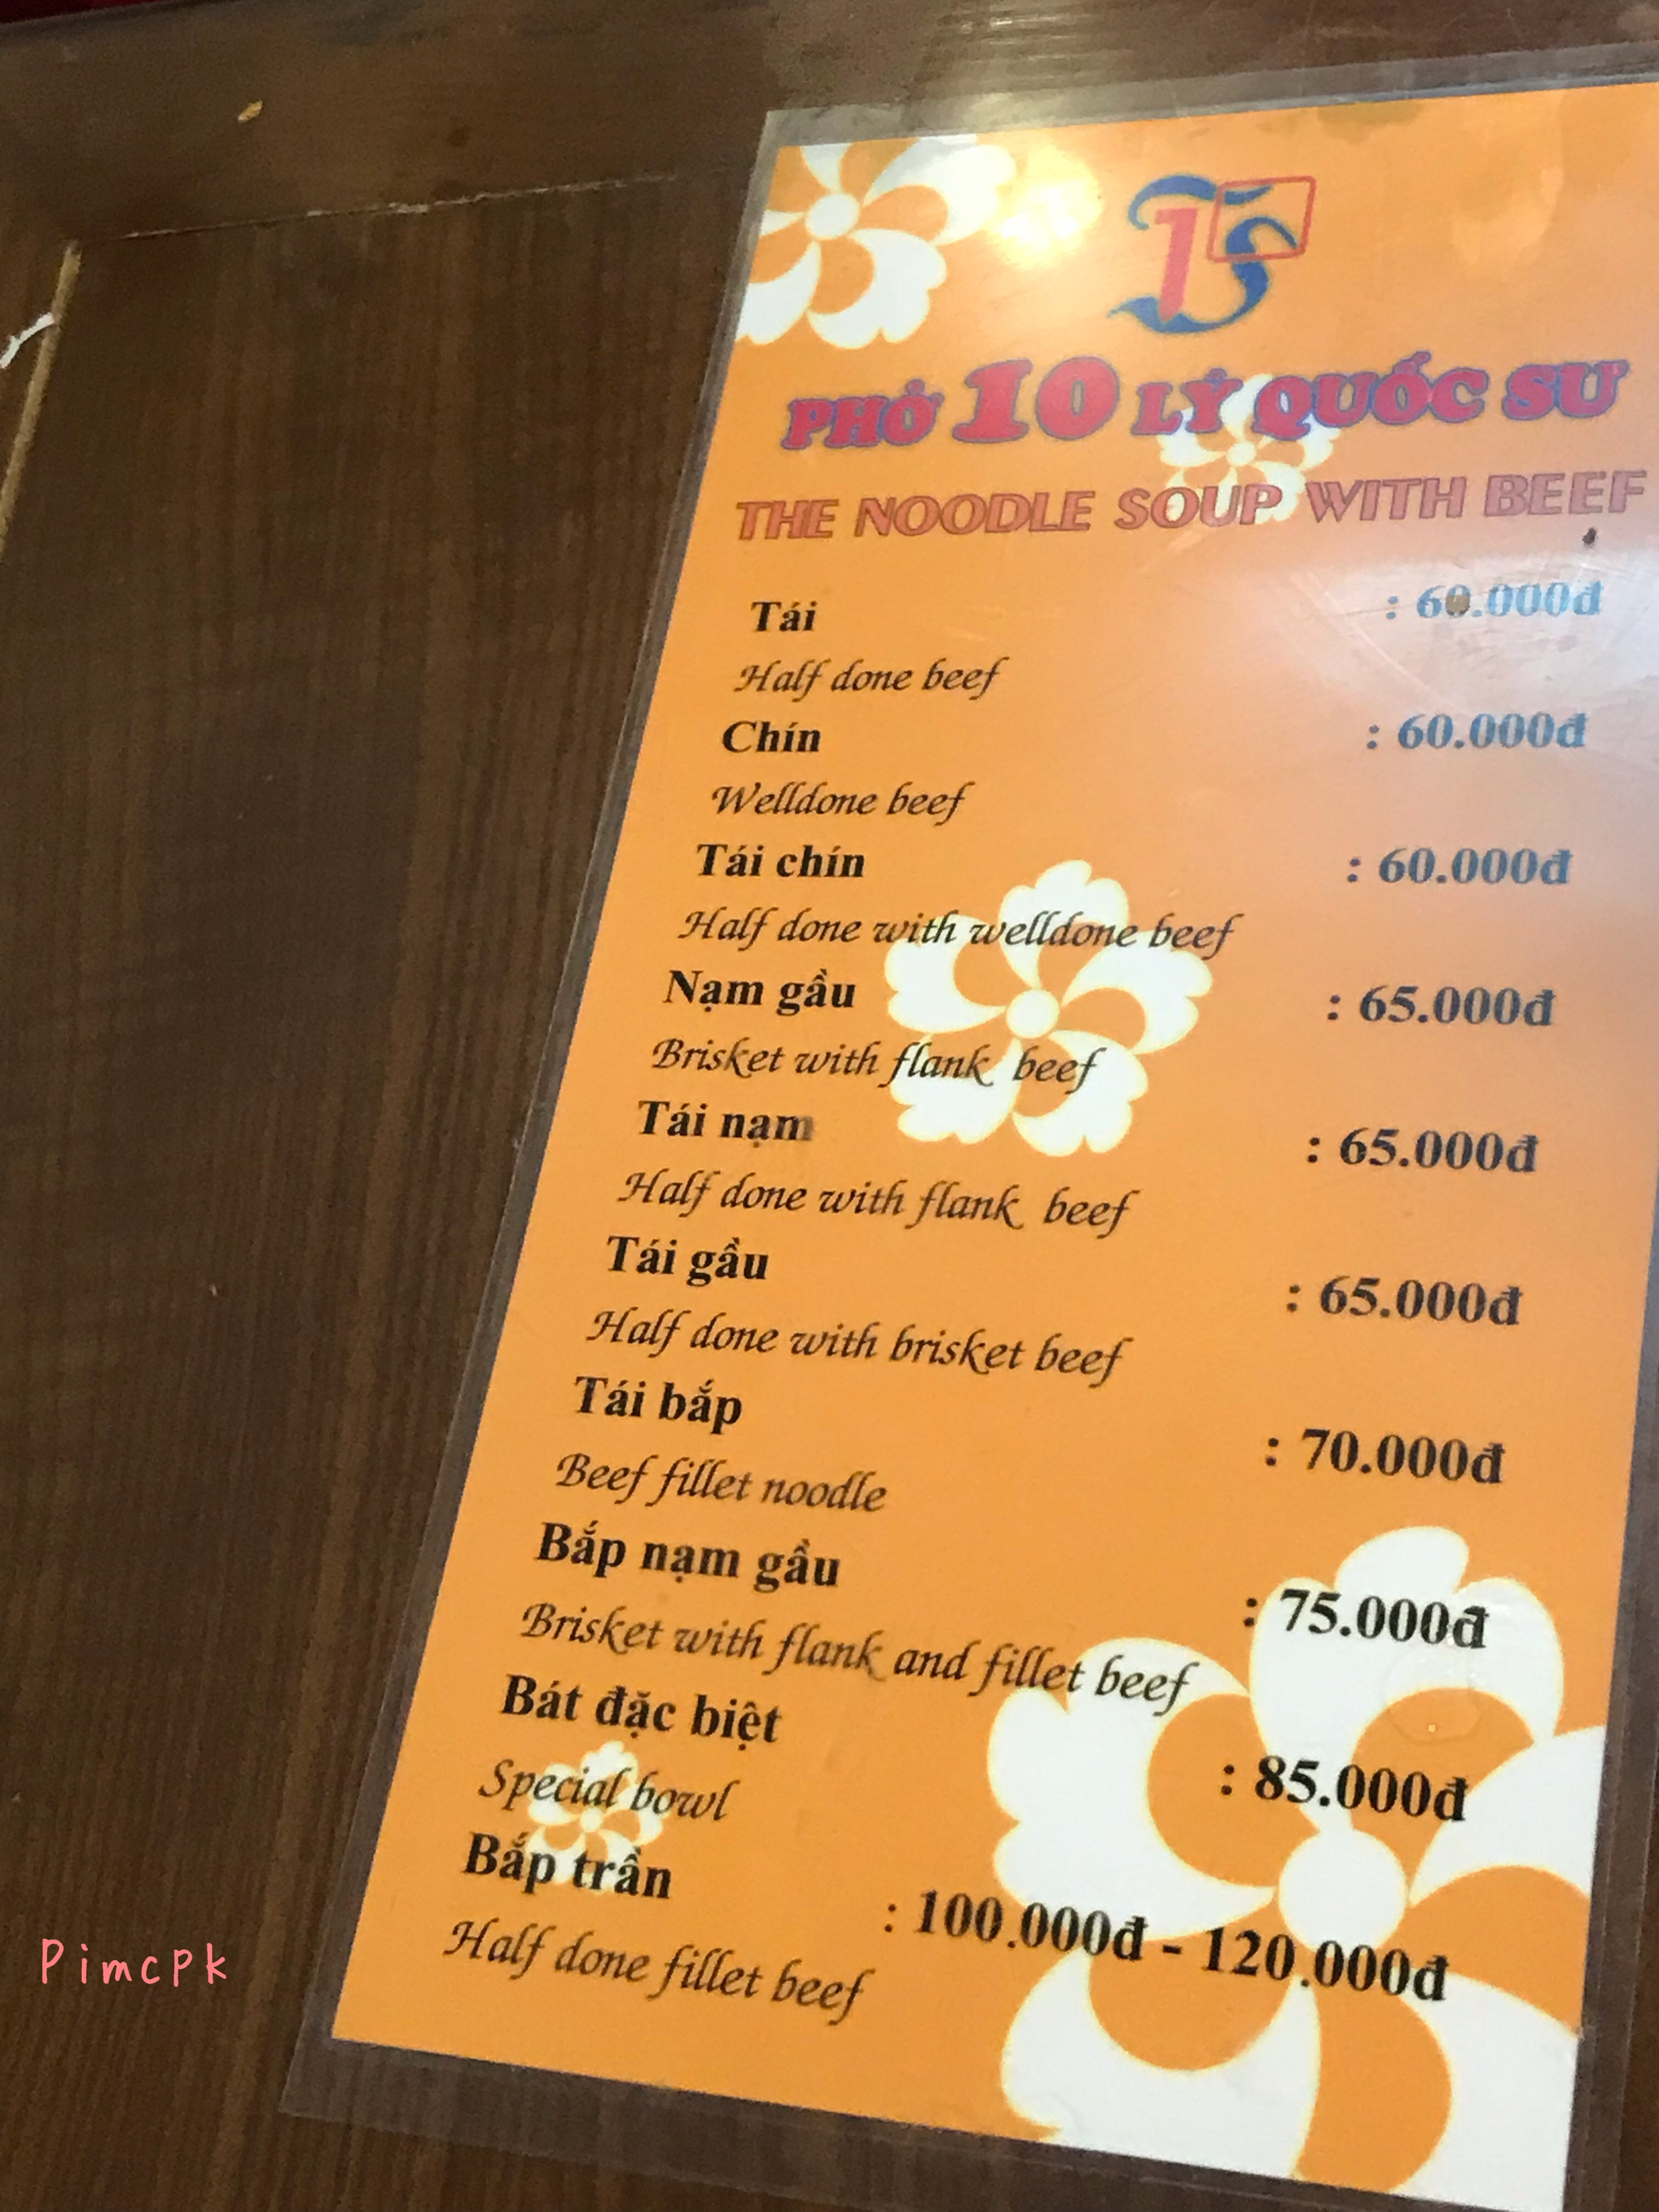 PHỞ 10 LÝ QUỐC SƯ
THE NOODLE SOUP WITH BEEF
Tái : 60.000đ
Half done beef
Chín : 60.000đ
Welldone beef
Tái chín : 60.000đ
Half done with welldone beef
Nạm gầu : 65.000đ
Brisket with flank beef
Tái nạm : 65.000đ
Half done with flank beef
Tái gầu : 65.000đ
Half done with brisket beef
Tái bắp : 70.000đ
Beef fillet noodle
Bắp nạm gầu : 75.000đ
Brisket with flank and fillet beef
Bát đặc biệt : 85.000đ
Special bowl
Bắp trần : 100.000đ - 120.000đ
Half done fillet beef
Pimcpk